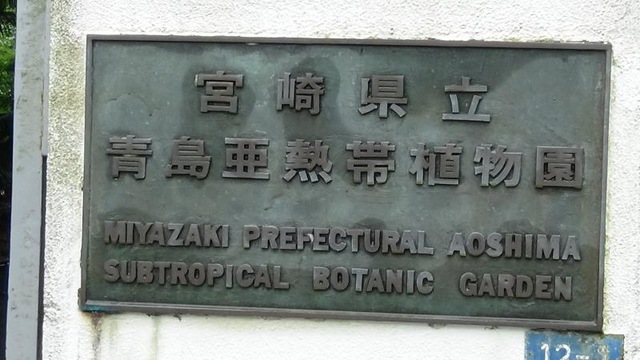 宮崎県立
青島亜熱帯植物園
MIYAZAKI PREFECTURAL AOSHIMA
SUBTROPICAL BOTANIC GARDEN